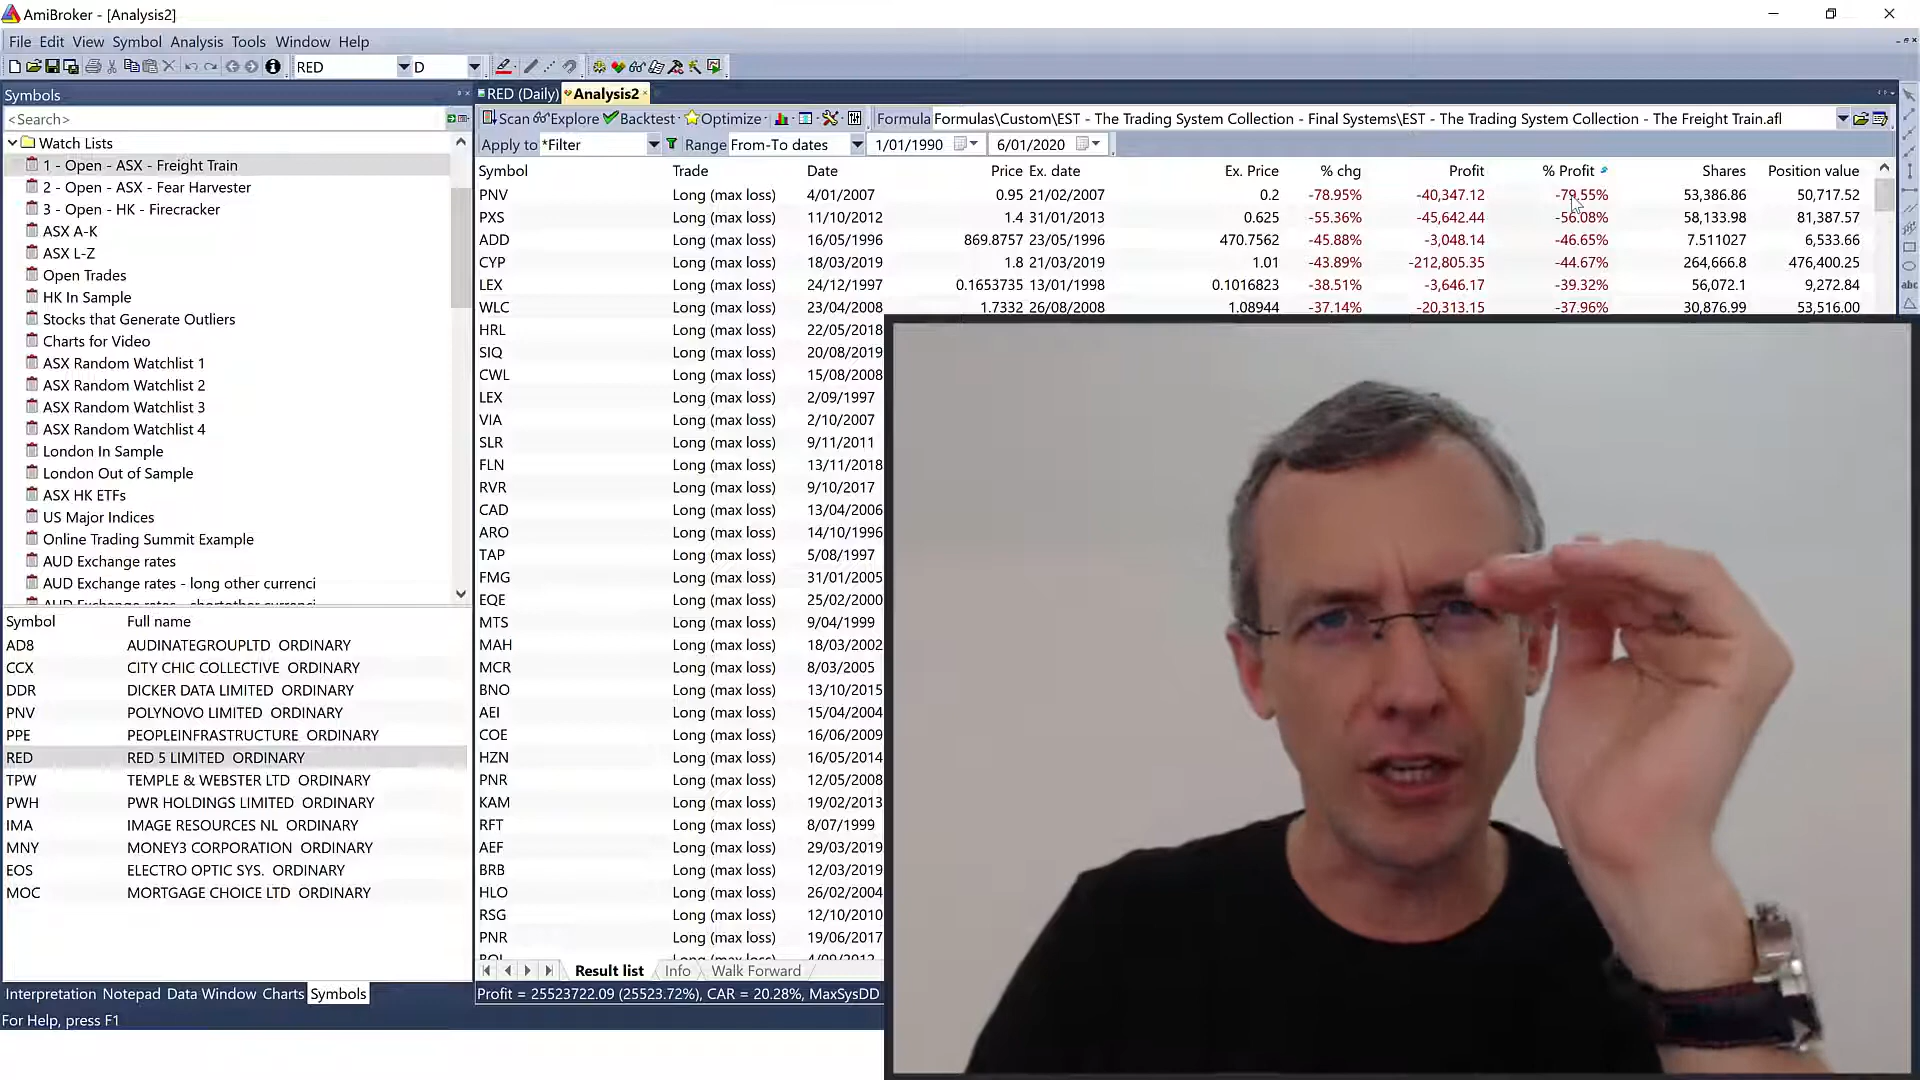 AmiBroker - [Analysis2]
File Edit View Symbol Analysis Tools Window Help
RED D
Symbols
<Search>
Watch Lists
1 - Open - ASX - Freight Train
2 - Open - ASX - Fear Harvester
3 - Open - HK - Firecracker
ASX A-K
ASX L-Z
Open Trades
HK In Sample
Stocks that Generate Outliers
Charts for Video
ASX Random Watchlist 1
ASX Random Watchlist 2
ASX Random Watchlist 3
ASX Random Watchlist 4
London In Sample
London Out of Sample
ASX HK ETFs
US Major Indices
Online Trading Summit Example
AUD Exchange rates
AUD Exchange rates - long other currenci
AUD Exchange rates - shortother currenci
Symbol Full name
AD8 AUDINATEGROUPLTD ORDINARY
CCX CITY CHIC COLLECTIVE ORDINARY
DDR DICKER DATA LIMITED ORDINARY
PNV POLYNOVO LIMITED ORDINARY
PPE PEOPLEINFRASTRUCTURE ORDINARY
RED RED 5 LIMITED ORDINARY
TPW TEMPLE & WEBSTER LTD ORDINARY
PWH PWR HOLDINGS LIMITED ORDINARY
IMA IMAGE RESOURCES NL ORDINARY
MNY MONEY3 CORPORATION ORDINARY
EOS ELECTRO OPTIC SYS. ORDINARY
MOC MORTGAGE CHOICE LTD ORDINARY
Interpretation Notepad Data Window Charts Symbols
For Help, press F1
RED (Daily) Analysis2
Scan Explore Backtest Optimize Formula Formulas\Custom\EST - The Trading System Collection - Final Systems\EST - The Trading System Collection - The Freight Train.afl
Apply to *Filter Range From-To dates 1/01/1990 6/01/2020
Symbol Trade Date Price Ex. date Ex. Price % chg Profit % Profit Shares Position value
PNV Long (max loss) 4/01/2007 0.95 21/02/2007 0.2 -78.95% -40,347.12 -79.55% 53,386.86 50,717.52
PXS Long (max loss) 11/10/2012 1.4 31/01/2013 0.625 -55.36% -45,642.44 -56.08% 58,133.98 81,387.57
ADD Long (max loss) 16/05/1996 869.8757 23/05/1996 470.7562 -45.88% -3,048.14 -46.65% 7.511027 6,533.66
CYP Long (max loss) 18/03/2019 1.8 21/03/2019 1.01 -43.89% -212,805.35 -44.67% 264,666.8 476,400.25
LEX Long (max loss) 24/12/1997 0.1653735 13/01/1998 0.1016823 -38.51% -3,646.17 -39.32% 56,072.1 9,272.84
WLC Long (max loss) 23/04/2008 1.7332 26/08/2008 1.08944 -37.14% -20,313.15 -37.96% 30,876.99 53,516.00
HRL Long (max loss) 22/05/2018
SIQ Long (max loss) 20/08/2019
CWL Long (max loss) 15/08/2008
LEX Long (max loss) 2/09/1997
VIA Long (max loss) 2/10/2007
SLR Long (max loss) 9/11/2011
FLN Long (max loss) 13/11/2018
RVR Long (max loss) 9/10/2017
CAD Long (max loss) 13/04/2006
ARO Long (max loss) 14/10/1996
TAP Long (max loss) 5/08/1997
FMG Long (max loss) 31/01/2005
EQE Long (max loss) 25/02/2000
MTS Long (max loss) 9/04/1999
MAH Long (max loss) 18/03/2002
MCR Long (max loss) 8/03/2005
BNO Long (max loss) 13/10/2015
AEI Long (max loss) 15/04/2004
COE Long (max loss) 16/06/2009
HZN Long (max loss) 16/05/2014
PNR Long (max loss) 12/05/2008
KAM Long (max loss) 19/02/2013
RFT Long (max loss) 8/07/1999
AEF Long (max loss) 29/03/2019
BRB Long (max loss) 12/03/2019
HLO Long (max loss) 26/02/2004
RSG Long (max loss) 12/10/2010
PNR Long (max loss) 19/06/2017
Result list Info Walk Forward
Profit = 25523722.09 (25523.72%), CAR = 20.28%, MaxSysDD
abc